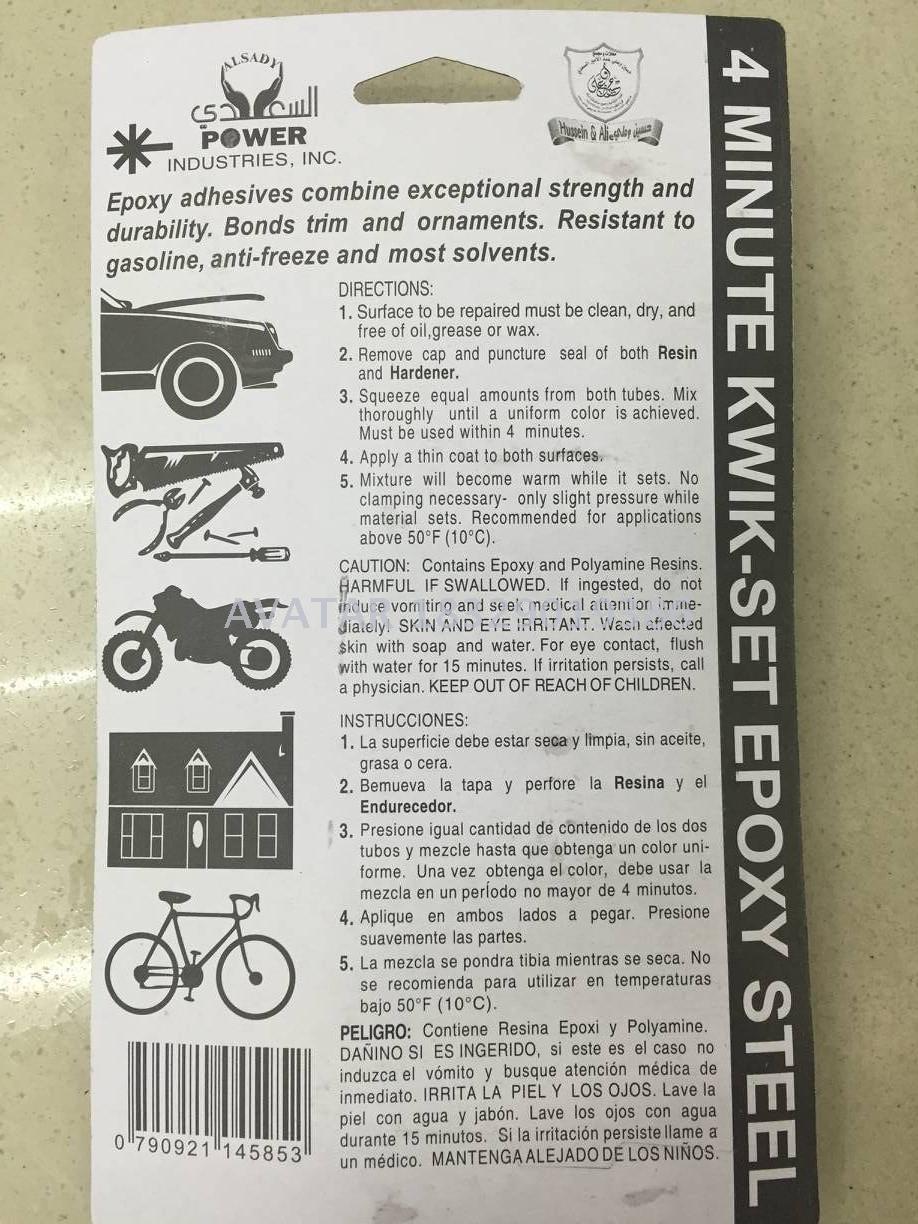 ALSADY
السعدي
POWER
INDUSTRIES, INC.
Hussein & Ali حسين وعلي
4 MINUTE KWIK-SET EPOXY STEEL
Epoxy adhesives combine exceptional strength and
durability. Bonds trim and ornaments. Resistant to
gasoline, anti-freeze and most solvents.
DIRECTIONS:
1. Surface to be repaired must be clean, dry, and
free of oil,grease or wax.
2. Remove cap and puncture seal of both Resin
and Hardener.
3. Squeeze equal amounts from both tubes. Mix
thoroughly until a uniform color is achieved.
Must be used within 4 minutes.
4. Apply a thin coat to both surfaces.
5. Mixture will become warm while it sets. No
clamping necessary- only slight pressure while
material sets. Recommended for applications
above 50°F (10°C).
CAUTION: Contains Epoxy and Polyamine Resins.
HARMFUL IF SWALLOWED. If ingested, do not
induce vomiting and seek medical attention imme-
diately! SKIN AND EYE IRRITANT. Wash affected
skin with soap and water. For eye contact, flush
with water for 15 minutes. If irritation persists, call
a physician. KEEP OUT OF REACH OF CHILDREN.
AVATAR
INSTRUCCIONES:
1. La superficie debe estar seca y limpia, sin aceite,
grasa o cera.
2. Bemueva la tapa y perfore la Resina y el
Endurecedor.
3. Presione igual cantidad de contenido de los dos
tubos y mezcle hasta que obtenga un color uni-
forme. Una vez obtenga el color, debe usar la
mezcla en un período no mayor de 4 minutos.
4. Aplique en ambos lados a pegar. Presione
suavemente las partes.
5. La mezcla se pondra tibia mientras se seca. No
se recomienda para utilizar en temperaturas
bajo 50°F (10°C).
PELIGRO: Contiene Resina Epoxi y Polyamine.
DAÑINO SI ES INGERIDO, si este es el caso no
induzca el vómito y busque atención médica de
inmediato. IRRITA LA PIEL Y LOS OJOS. Lave la
piel con agua y jabón. Lave los ojos con agua
durante 15 minutos. Si la irritación persiste llame a
un médico. MANTENGA ALEJADO DE LOS NIÑOS.
0 790921 145853